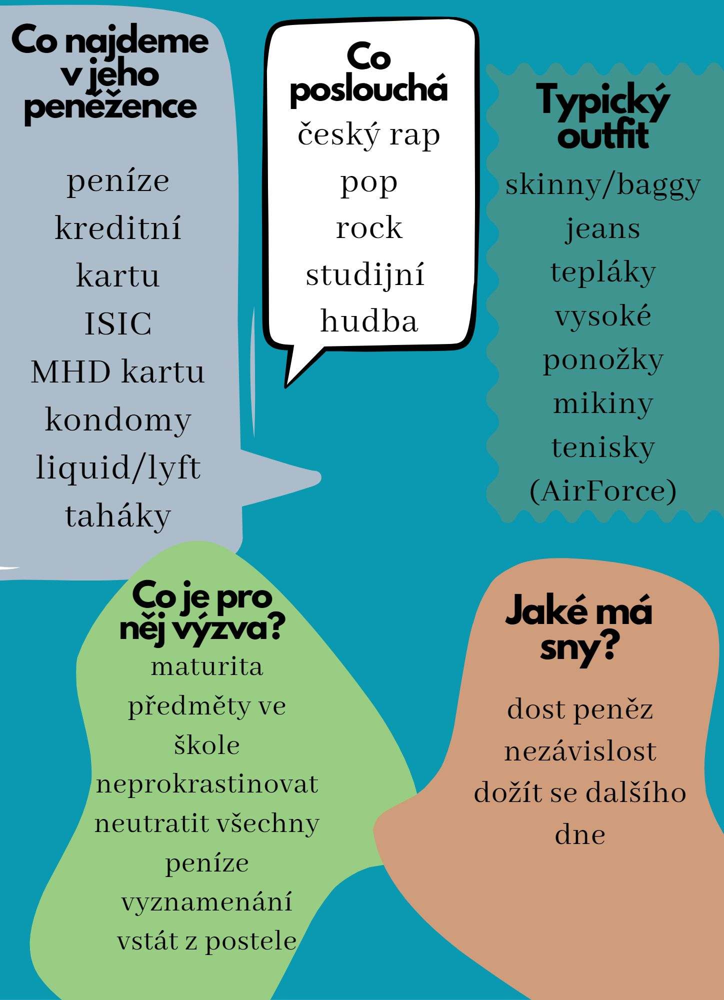 Co najdeme
v jeho
peněžence
peníze
kreditní
kartu
ISIC
MHD kartu
kondomy
liquid/lyft
taháky
Co
poslouchá
český rap
pop
rock
studijní
hudba
Typický
outfit
skinny/baggy
jeans
tepláky
vysoké
ponožky
mikiny
tenisky
(AirForce)
Co je pro
něj výzva?
maturita
předměty ve
škole
neprokrastinovat
neutratit všechny
peníze
vyznamenání
vstát z postele
Jaké má
sny?
dost peněz
nezávislost
dožít se dalšího
dne